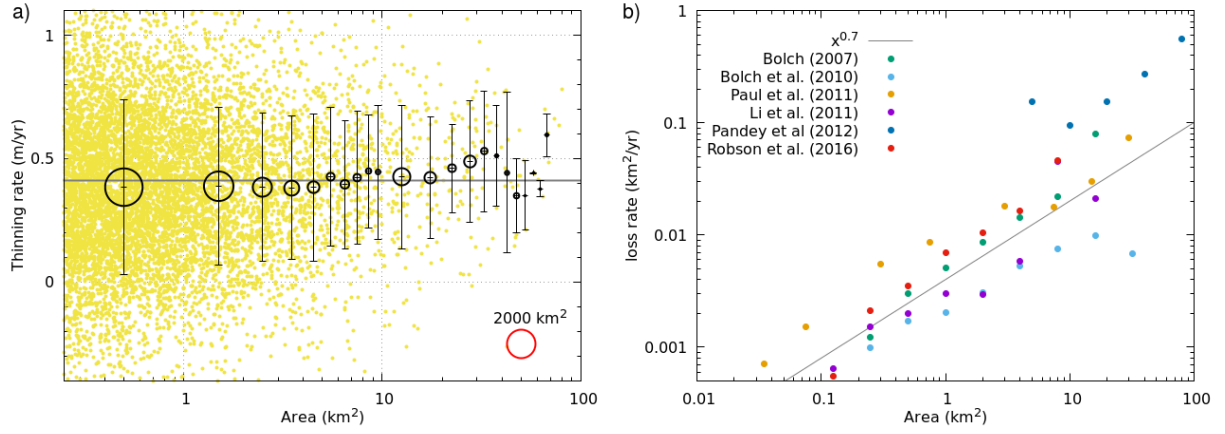 a)
Thinning rate (m/yr)
1
0.5
0
2000 km²
1
10
100
Area (km²)
b)
loss rate (km²/yr)
1
0.1
0.01
0.001
x^0.7
Bolch (2007)
Bolch et al. (2010)
Paul et al. (2011)
Li et al. (2011)
Pandey et al (2012)
Robson et al. (2016)
0.01
0.1
1
10
100
Area (km²)